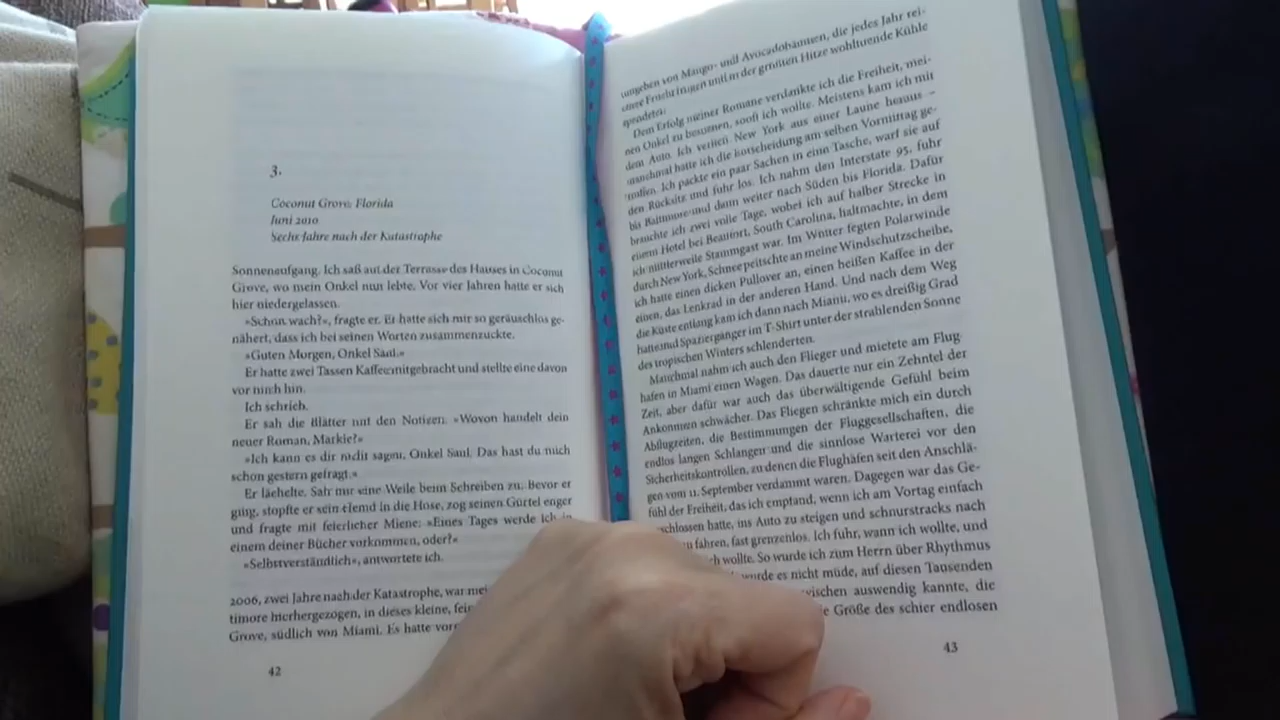 3.
Coconut Grove, Florida
Juni 2010
Sechs Jahre nach der Katastrophe
Sonnenaufgang. Ich saß auf der Terrasse des Hauses in Coconut
Grove, wo mein Onkel nun lebte. Vor vier Jahren hatte er sich
hier niedergelassen.
»Schon wach?«, fragte er. Er hatte sich mir so geräuschlos ge-
nähert, dass ich bei seinen Worten zusammenzuckte.
»Guten Morgen, Onkel Saul.«
Er hatte zwei Tassen Kaffee mitgebracht und stellte eine davon
vor mich hin.
Ich schrieb.
Er sah die Blätter mit den Notizen. »Wovon handelt dein
neuer Roman, Markie?«
»Ich kann es dir nicht sagen, Onkel Saul. Das hast du mich
schon gestern gefragt.«
Er lächelte. Sah mir eine Weile beim Schreiben zu. Bevor er
ging, stopfte er sein Hemd in die Hose, zog seinen Gürtel enger
und fragte mit feierlicher Miene: »Eines Tages werde ich in
einem deiner Bücher vorkommen, oder?«
»Selbstverständlich«, antwortete ich.
2006, zwei Jahre nach der Katastrophe, war mei
timore hierhergezogen, in dieses kleine, fei
Grove, südlich von Miami. Es hatte vor
42
umgeben von Mango- und Avocadobäumen, die jedes Jahr rei-
che Frucht trugen und in der größten Hitze wohltuende Kühle
spendeten.
Dem Erfolg meiner Romane verdankte ich die Freiheit, mei-
nen Onkel zu besuchen, sooft ich wollte. Meistens kam ich mit
dem Auto. Ich verließ New York aus einer Laune heraus –
manchmal hatte ich die Entscheidung am selben Vormittag ge-
troffen. Ich packte ein paar Sachen in eine Tasche, warf sie auf
den Rücksitz und fuhr los. Ich nahm den Interstate 95, fuhr
bis Baltimore und dann weiter nach Süden bis Florida. Dafür
brauchte ich zwei volle Tage, wobei ich auf halber Strecke in
einem Hotel bei Beaufort, South Carolina, haltmachte, in dem
ich mittlerweile Stammgast war. Im Winter fegten Polarwinde
durch New York, Schnee peitschte an meine Windschutzscheibe,
ich hatte einen dicken Pullover an, einen heißen Kaffee in der
einen, das Lenkrad in der anderen Hand. Und nach dem Weg
die Küste entlang kam ich dann nach Miami, wo es dreißig Grad
hatte und Spaziergänger im T-Shirt unter der strahlenden Sonne
des tropischen Winters schlenderten.
Manchmal nahm ich auch den Flieger und mietete am Flug-
hafen in Miami einen Wagen. Das dauerte nur ein Zehntel der
Zeit, aber dafür war auch das überwältigende Gefühl beim
Ankommen schwächer. Das Fliegen schränkte mich ein durch
Abflugzeiten, die Bestimmungen der Fluggesellschaften, die
endlos langen Schlangen und die sinnlose Warterei vor den
Sicherheitskontrollen, zu denen die Flughäfen seit den Anschlä-
gen vom 11. September verdammt waren. Dagegen war das Ge-
fühl der Freiheit, das ich empfand, wenn ich am Vortag einfach
schlossen hatte, ins Auto zu steigen und schnurstracks nach
fahren, fast grenzenlos. Ich fuhr, wann ich wollte, und
ich wollte. So wurde ich zum Herrn über Rhythmus
wurde es nicht müde, auf diesen Tausenden
wischen auswendig kannte, die
Größe des schier endlosen
43